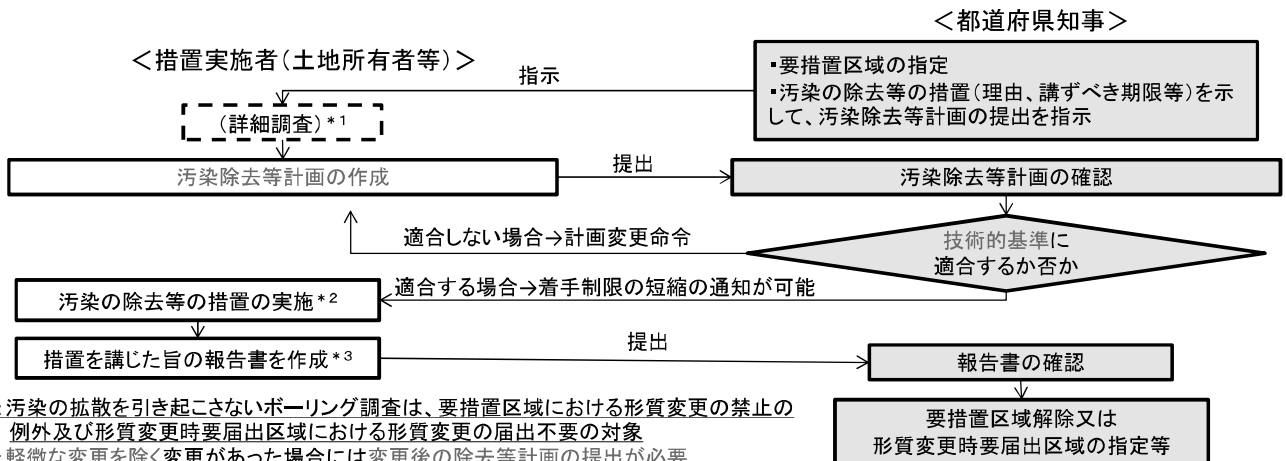 ＜都道府県知事＞
＜措置実施者（土地所有者等）＞
指示
・要措置区域の指定
・汚染の除去等の措置（理由、講ずべき期限等）を示
して、汚染除去等計画の提出を指示
（詳細調査）*1
汚染除去等計画の作成
提出
汚染除去等計画の確認
適合しない場合→計画変更命令
技術的基準に
適合するか否か
汚染の除去等の措置の実施*2
適合する場合→着手制限の短縮の通知が可能
措置を講じた旨の報告書を作成*3
提出
報告書の確認
汚染の拡散を引き起こさないボーリング調査は、要措置区域における形質変更の禁止の
例外及び形質変更時要届出区域における形質変更の届出不要の対象
軽微な変更を除く変更があった場合には変更後の除去等計画の提出が必要
要措置区域解除又は
形質変更時要届出区域の指定等